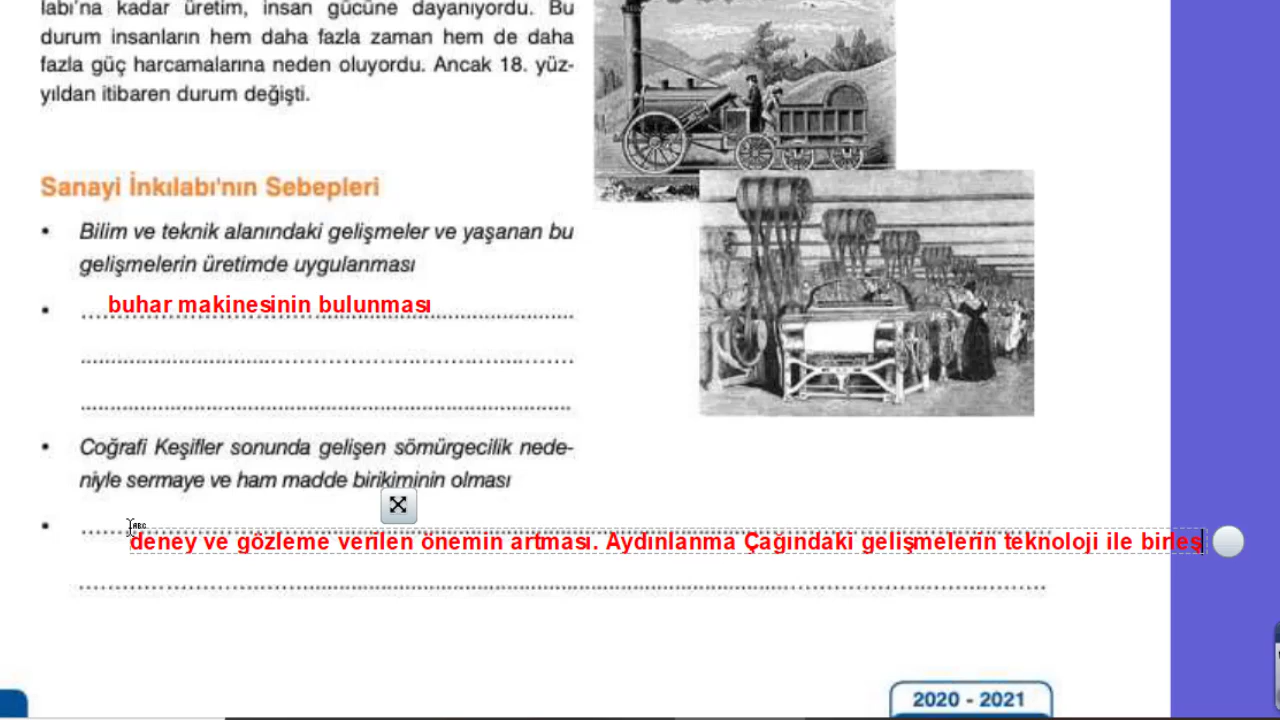 labı'na kadar üretim, insan gücüne dayanıyordu. Bu
durum insanların hem daha fazla zaman hem de daha
fazla güç harcamalarına neden oluyordu. Ancak 18. yüz-
yıldan itibaren durum değişti.
Sanayi İnkılabı'nın Sebepleri
• Bilim ve teknik alanındaki gelişmeler ve yaşanan bu
gelişmelerin üretimde uygulanması
• buhar makinesinin bulunması
• Coğrafi Keşifler sonunda gelişen sömürgecilik nede-
niyle sermaye ve ham madde birikiminin olması
• deney ve gözleme verilen önemin artması. Aydınlanma Çağındaki gelişmelerin teknoloji ile birleş
2020 - 2021